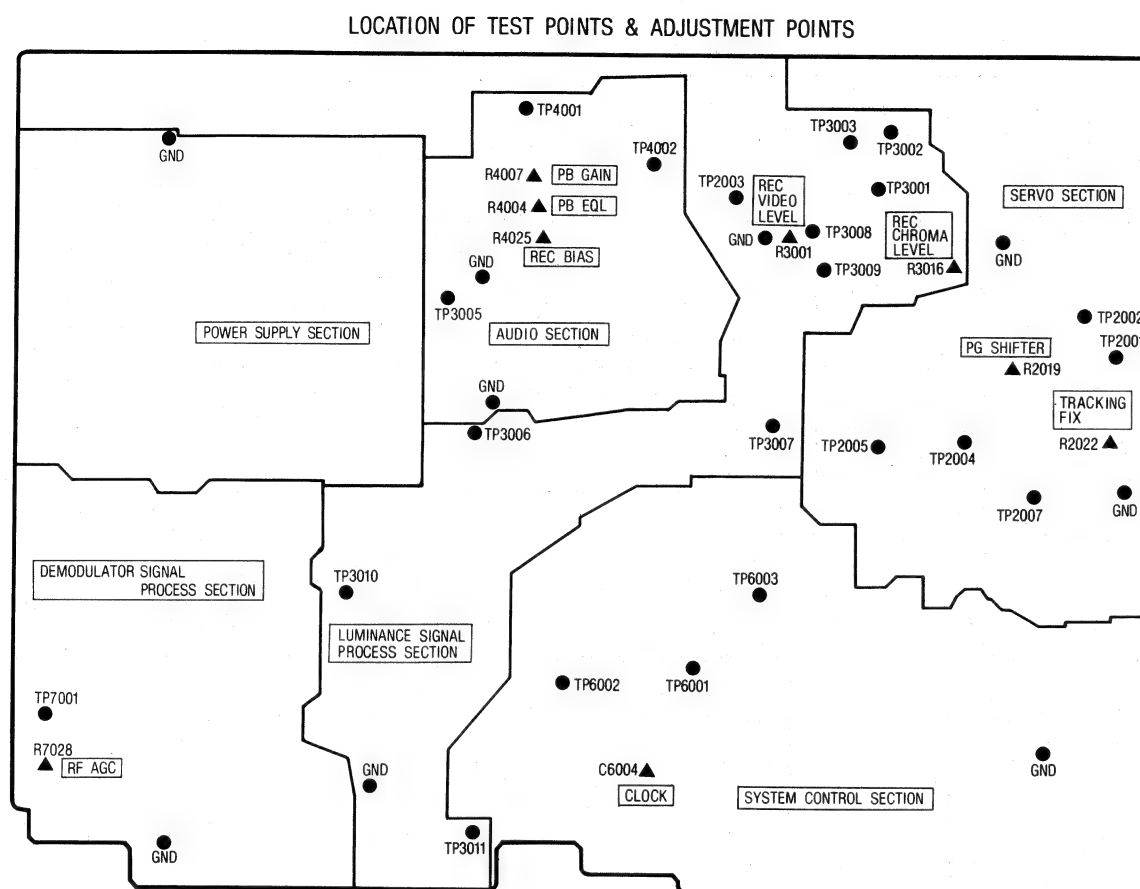 LOCATION OF TEST POINTS & ADJUSTMENT POINTS
GND
TP4001
TP4002
R4007
PB GAIN
R4004
PB EQL
R4025
REC BIAS
GND
TP3005
POWER SUPPLY SECTION
AUDIO SECTION
GND
TP3006
TP3003
TP3002
TP2003
REC
VIDEO
LEVEL
TP3001
GND
R3001
TP3008
REC
CHROMA
LEVEL
TP3009
R3016
SERVO SECTION
GND
TP2002
TP2001
PG SHIFTER
R2019
TRACKING
FIX
R2022
TP3007
TP2005
TP2004
TP2007
GND
DEMODULATOR SIGNAL
PROCESS SECTION
TP3010
LUMINANCE SIGNAL
PROCESS SECTION
TP6003
TP6002
TP6001
TP7001
R7028
RF AGC
GND
GND
TP3011
C6004
CLOCK
SYSTEM CONTROL SECTION
GND